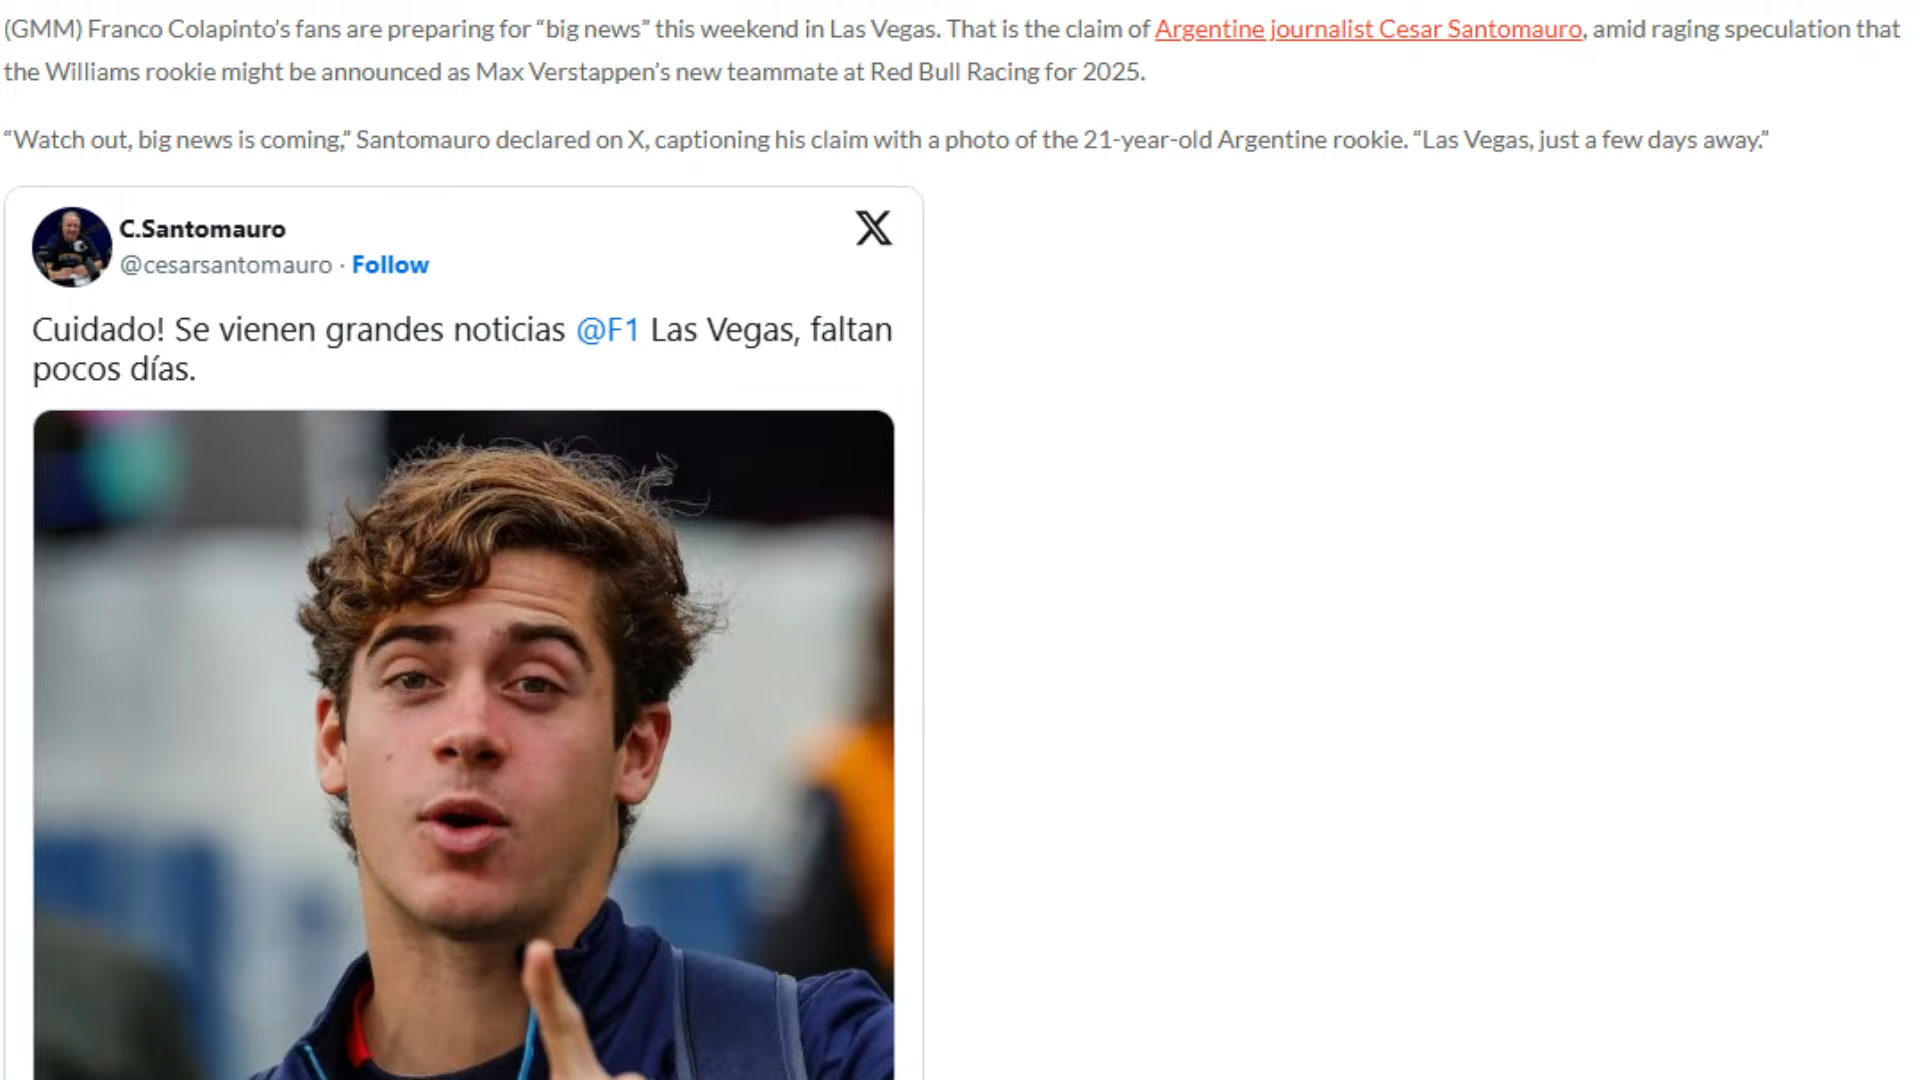 (GMM) Franco Colapinto’s fans are preparing for “big news” this weekend in Las Vegas. That is the claim of Argentine journalist Cesar Santomauro, amid raging speculation that
the Williams rookie might be announced as Max Verstappen’s new teammate at Red Bull Racing for 2025.
“Watch out, big news is coming,” Santomauro declared on X, captioning his claim with a photo of the 21-year-old Argentine rookie. “Las Vegas, just a few days away.”
C.Santomauro
@cesarsantomauro · Follow
Cuidado! Se vienen grandes noticias @F1 Las Vegas, faltan
pocos días.